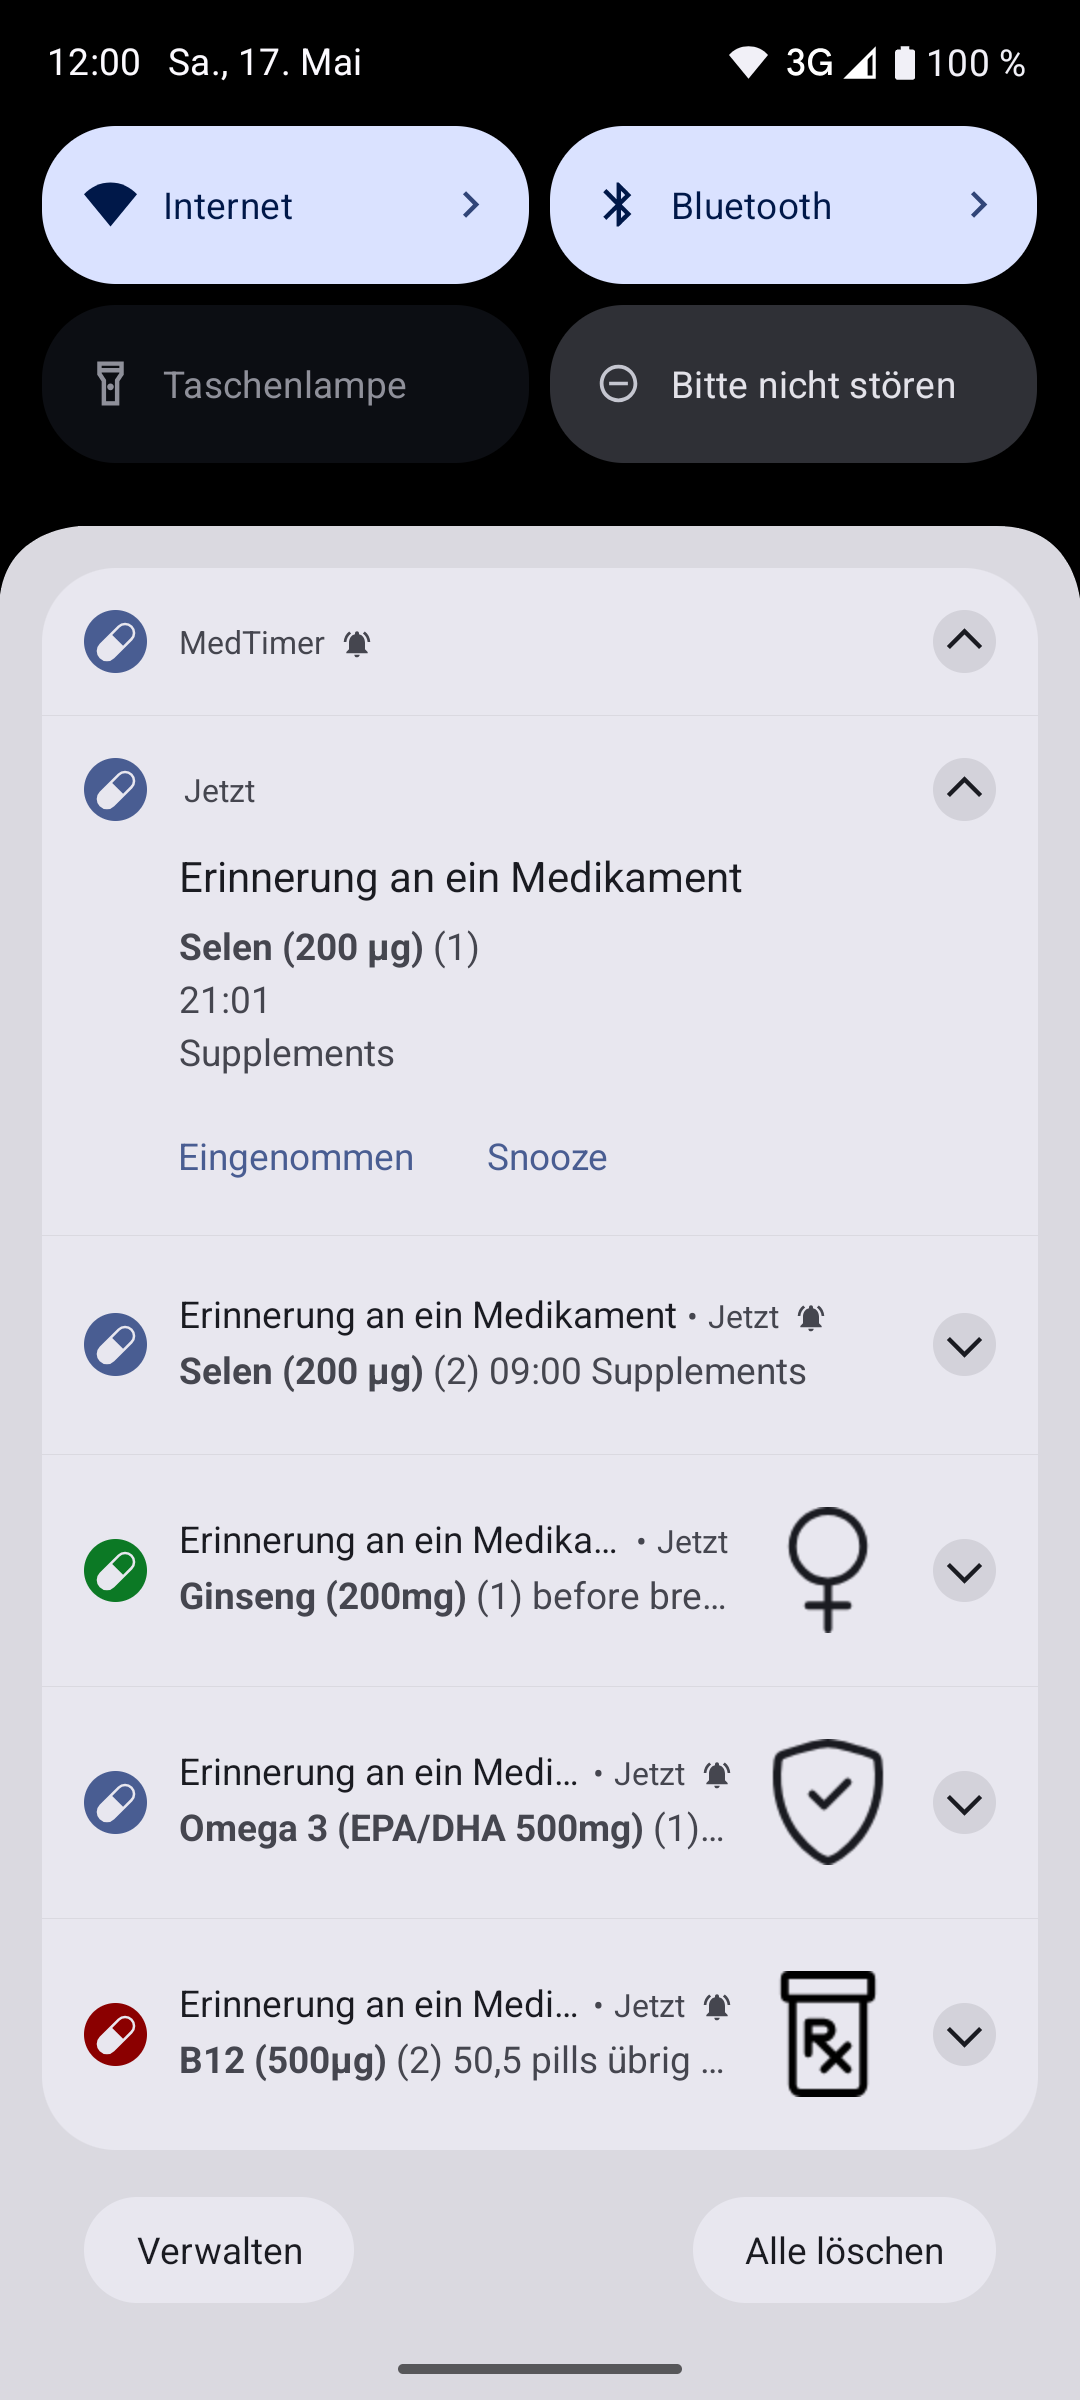 12:00 Sa., 17. Mai 3G 100 %
Internet Bluetooth
Taschenlampe Bitte nicht stören
MedTimer
Jetzt
Erinnerung an ein Medikament
Selen (200 µg) (1)
21:01
Supplements
Eingenommen Snooze
Erinnerung an ein Medikament • Jetzt
Selen (200 µg) (2) 09:00 Supplements
Erinnerung an ein Medika… • Jetzt
Ginseng (200mg) (1) before bre…
Erinnerung an ein Medi… • Jetzt
Omega 3 (EPA/DHA 500mg) (1)…
Erinnerung an ein Medi… • Jetzt
B12 (500µg) (2) 50,5 pills übrig …
Rx
Verwalten Alle löschen